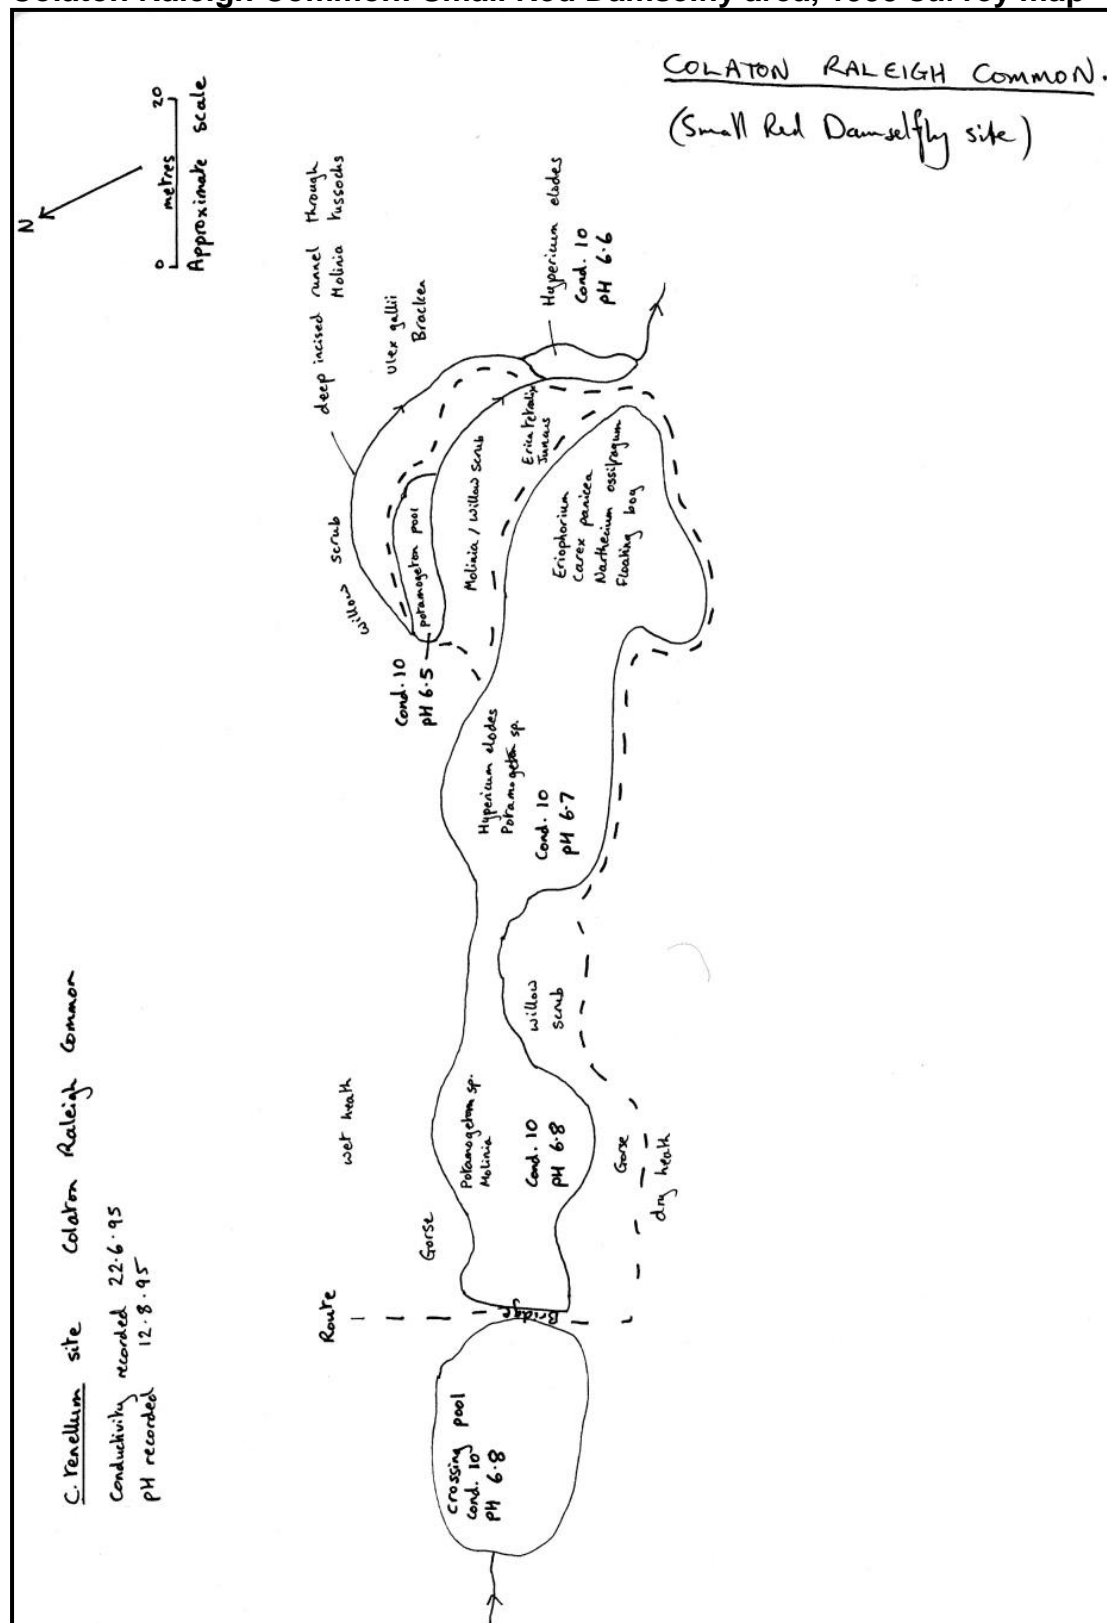 Colaton Raleigh Common: Small Red Damselfly area, 1995 survey map
COLATON RALEIGH COMMON.
(Small Red Damselfly site)
N
0 metres 20
Approximate scale
deep incised runnel through
Molinia tussocks
Ulex gallii
Bracken
Hypericum elodes
Cond. 10
pH 6.6
willow scrub
Potamogeton pool
Cond. 10
pH 6.5
Molinia / Willow scrub
Erica tetralix
Juncus
Eriophorium
Carex panicea
Narthecium ossifragum
Floating bog
Hypericum elodes
Potamogeton sp.
Cond. 10
pH 6.7
willow
scrub
wet heath
Potamogeton sp.
Molinia
Cond. 10
pH 6.8
Gorse
dry heath
Gorse
Route
Bridge
Crossing pool
Cond. 10
pH 6.8
C. tenellum site Colaton Raleigh Common
Conductivity recorded 22.6.95
pH recorded 12.8.95